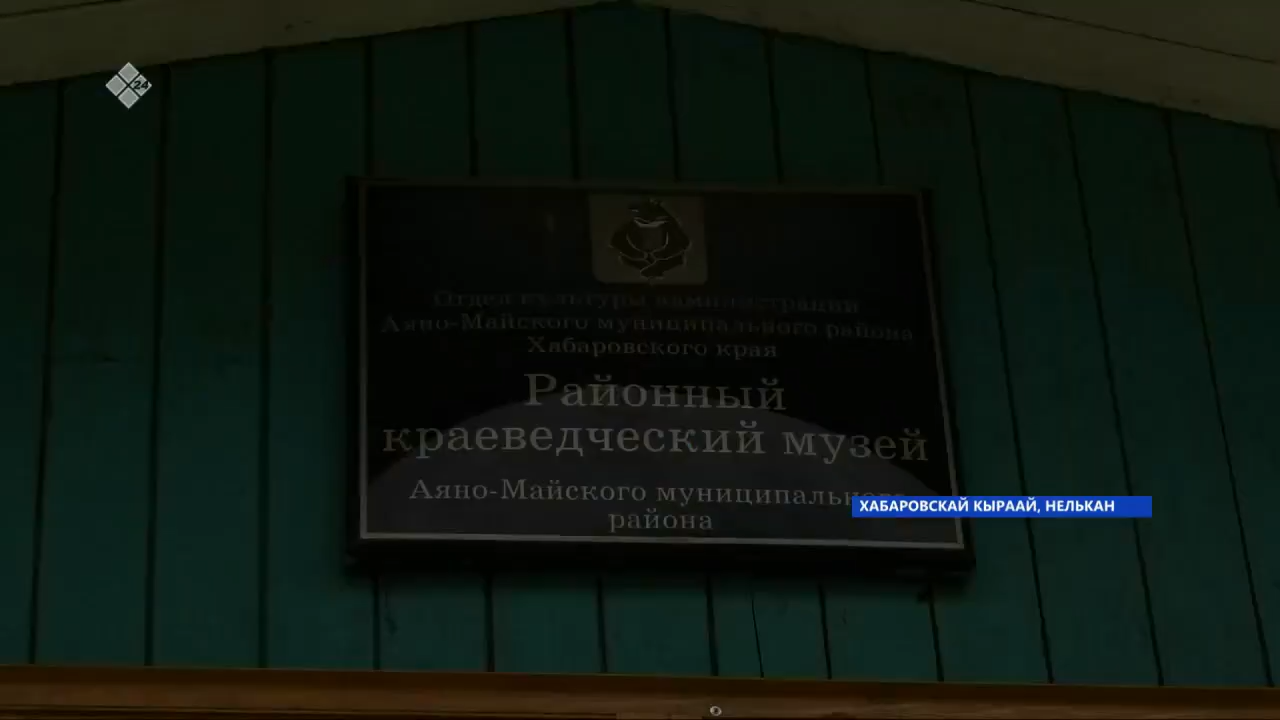 24
Отдел культуры администрации
Аяно-Майского муниципального района
Хабаровского края
Районный
краеведческий музей
Аяно-Майского муниципального
района
ХАБАРОВСКАЙ КЫРААЙ, НЕЛЬКАН